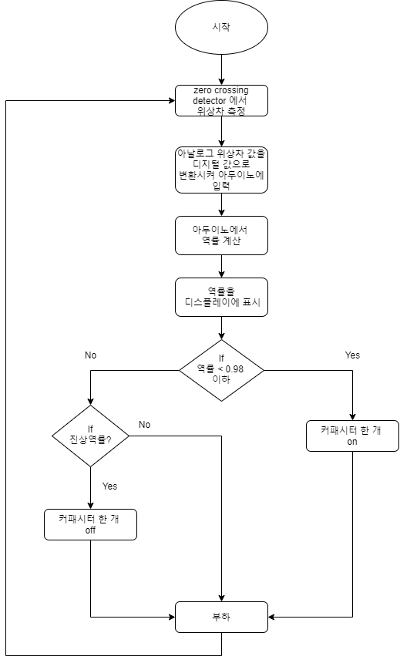 시작
zero crossing
detector 에서
위상차 측정
아날로그 위상차 값을
디지털 값으로
변환시켜 아두이노에
입력
아두이노에서
역률 계산
역률을
디스플레이에 표시
If
역률 < 0.98
이하
No
Yes
If
진상역률?
No
커패시터 한 개
on
Yes
커패시터 한 개
off
부하